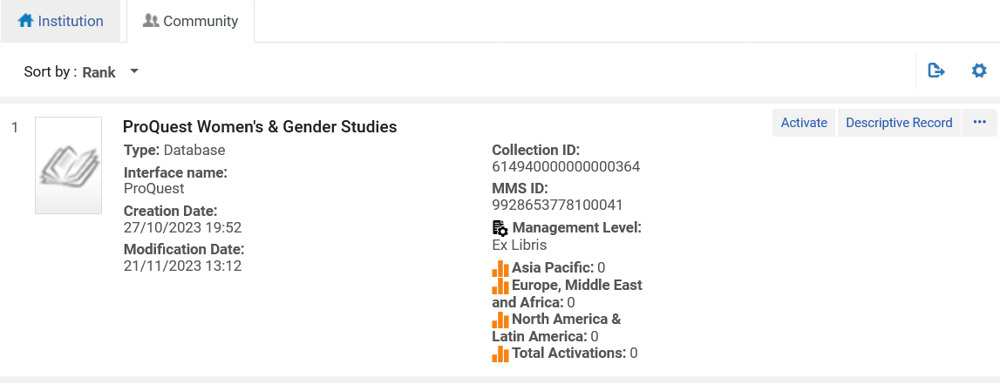 Institution
Community
Sort by : Rank
1
ProQuest Women's & Gender Studies
Activate
Descriptive Record
Type: Database
Interface name:
ProQuest
Creation Date:
27/10/2023 19:52
Modification Date:
21/11/2023 13:12
Collection ID:
614940000000000364
MMS ID:
9928653778100041
Management Level:
Ex Libris
Asia Pacific: 0
Europe, Middle East
and Africa: 0
North America &
Latin America: 0
Total Activations: 0